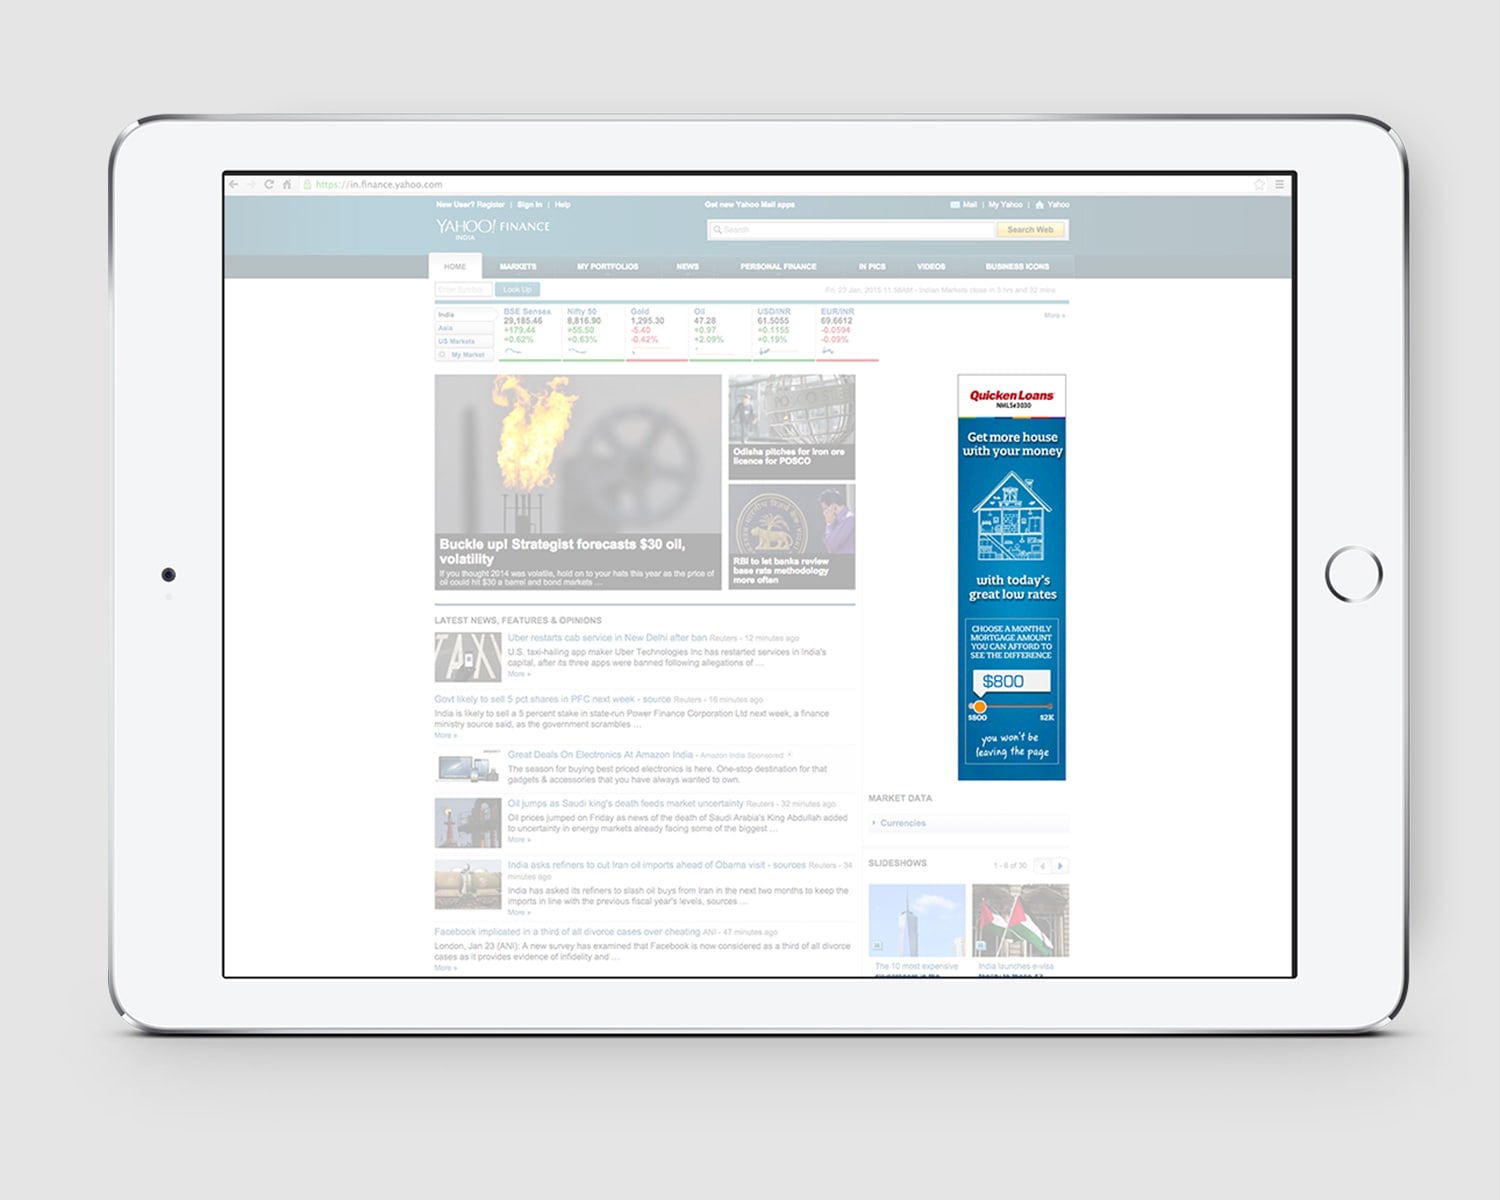 https://in.finance.yahoo.com
New User? Register | Sign In | Help
Get new Yahoo Mail apps
Mail | My Yahoo | Yahoo
YAHOO! FINANCE
INDIA
Search
Search Web
HOME
MARKETS
MY PORTFOLIOS
NEWS
PERSONAL FINANCE
IN PICS
VIDEOS
BUSINESS ICONS
Enter Symbol
Look Up
Fri, 23 Jan, 2015 11:58AM - Indian Markets close in 3 hrs and 32 mins
India
Asia
US Markets
My Market
BSE Sensex
29,185.46
+179.44
+0.62%
Nifty 50
8,816.90
+55.50
+0.63%
Gold
1,295.30
-5.40
-0.42%
Oil
47.28
+0.97
+2.09%
USD/INR
61.5055
+0.1155
+0.19%
EUR/INR
69.6612
-0.0594
-0.09%
More »
Buckle up! Strategist forecasts $30 oil,
volatility
If you thought 2014 was volatile, hold on to your hats this year as the price of
oil could hit $30 a barrel and bond markets ...
Odisha pitches for iron ore
licence for POSCO
RBI to let banks review
base rate methodology
more often
LATEST NEWS, FEATURES & OPINIONS
TAXI
Uber restarts cab service in New Delhi after ban Reuters - 12 minutes ago
U.S. taxi-hailing app maker Uber Technologies Inc has restarted services in India's
capital, after its three apps were banned following allegations of ...
More »
Govt likely to sell 5 pct shares in PFC next week - source Reuters - 16 minutes ago
India is likely to sell a 5 percent stake in state-run Power Finance Corporation Ltd next week, a finance
ministry source said, as the government scrambles ...
More »
Great Deals On Electronics At Amazon India - Amazon India Sponsored
The season for buying best priced electronics is here. One-stop destination for that
gadgets & accessories that you have always wanted to own.
Oil jumps as Saudi king's death feeds market uncertainty Reuters - 32 minutes ago
Oil prices jumped on Friday as news of the death of Saudi Arabia's King Abdullah added
to uncertainty in energy markets already facing some of the biggest ...
More »
India asks refiners to cut Iran oil imports ahead of Obama visit - sources Reuters - 34
minutes ago
India has asked its refiners to slash oil buys from Iran in the next two months to keep the
imports in line with the previous fiscal year's levels, sources ...
More »
Facebook implicated in a third of all divorce cases over cheating ANI - 47 minutes ago
London, Jan 23 (ANI): A new survey has examined that Facebook is now considered as a third of all divorce
cases as it provides evidence of infidelity and ...
More »
Quicken Loans
NMLS#3030
Get more house
with your money
with today's
great low rates
CHOOSE A MONTHLY
MORTGAGE AMOUNT
YOU CAN AFFORD TO
SEE THE DIFFERENCE
$800
$800
$2K
you won't be
leaving the page
MARKET DATA
Currencies
SLIDESHOWS
1 - 6 of 30
The 10 most expensive
India launches e-visa